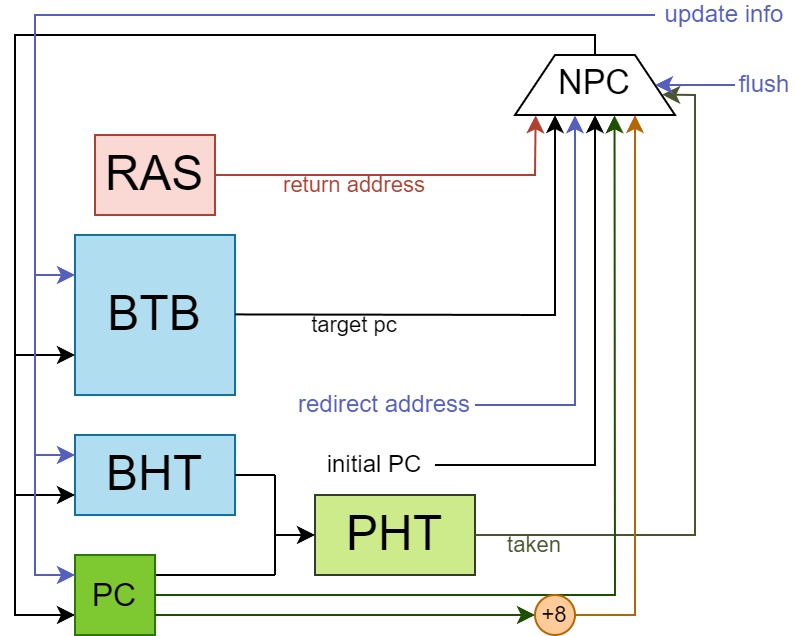 update info
NPC
flush
RAS
return address
BTB
target pc
redirect address
initial PC
BHT
PHT
taken
PC
+8